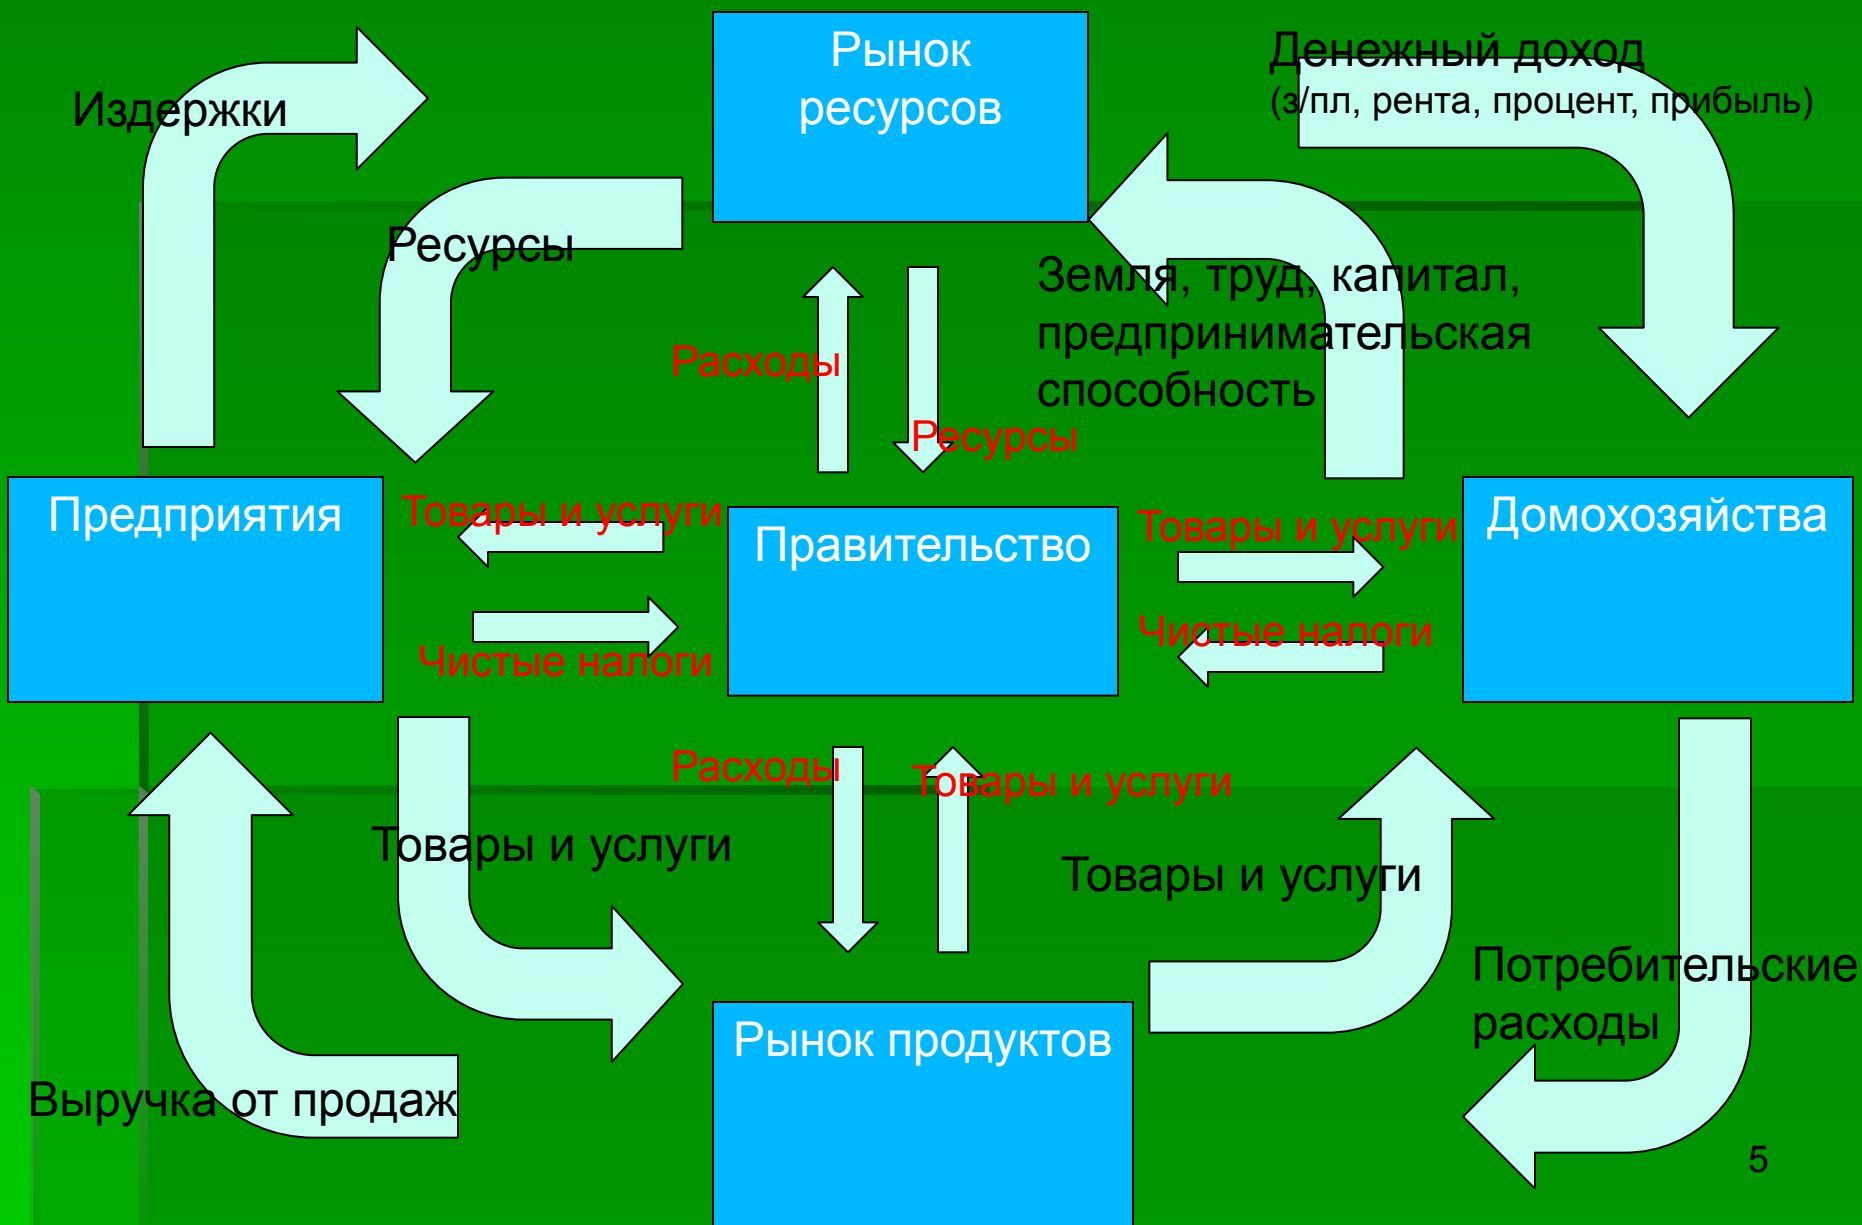 Рынок
ресурсов
Денежный доход
(з/пл, рента, процент, прибыль)
Издержки
Ресурсы
Земля, труд, капитал,
предпринимательская
способность
Расходы
Ресурсы
Предприятия
Товары и услуги
Правительство
Товары и услуги
Домохозяйства
Чистые налоги
Чистые налоги
Расходы
Товары и услуги
Товары и услуги
Товары и услуги
Потребительские
расходы
Рынок продуктов
Выручка от продаж
5